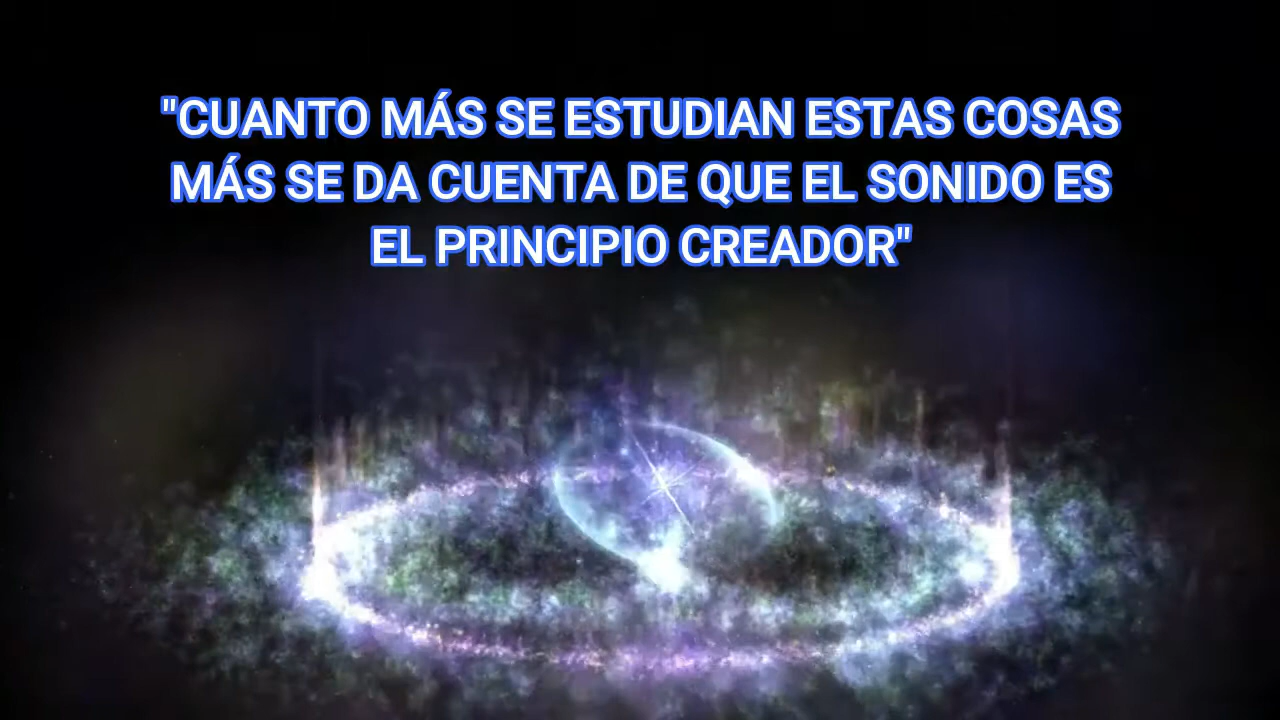 "CUANTO MÁS SE ESTUDIAN ESTAS COSAS
MÁS SE DA CUENTA DE QUE EL SONIDO ES
EL PRINCIPIO CREADOR"